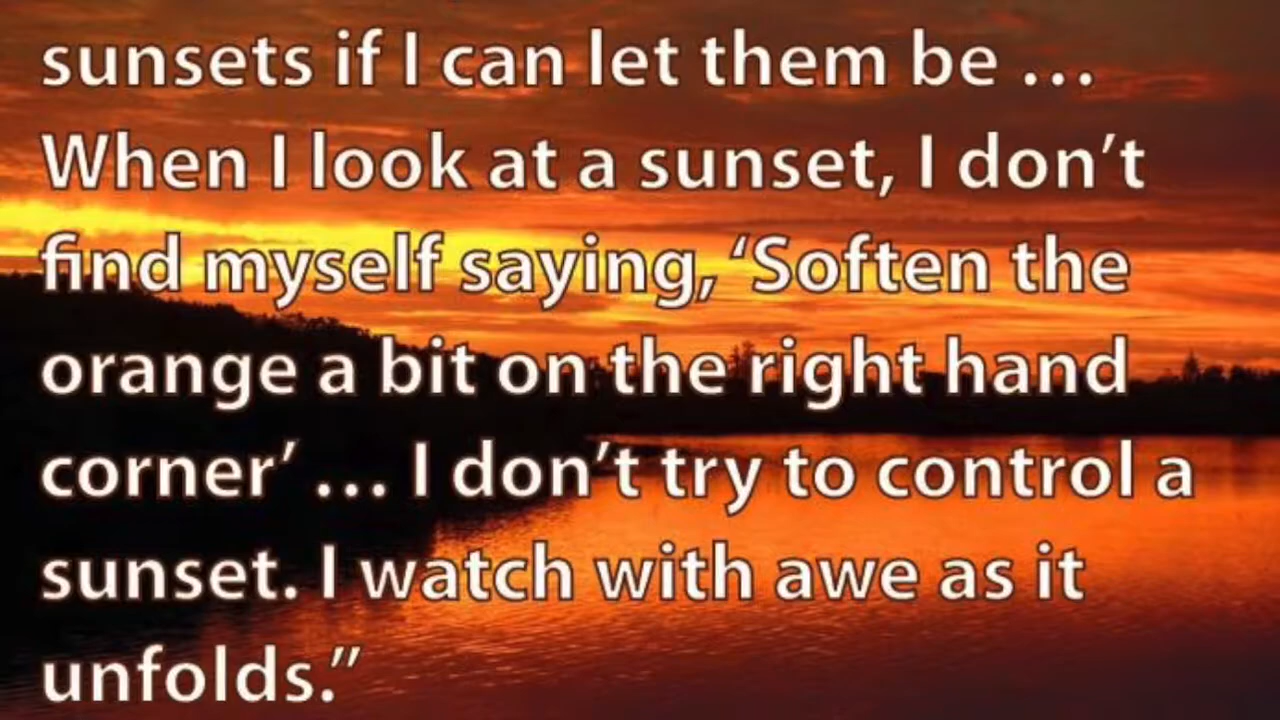 sunsets if I can let them be …
When I look at a sunset, I don’t
find myself saying, ‘Soften the
orange a bit on the right hand
corner’ … I don’t try to control a
sunset. I watch with awe as it
unfolds.”